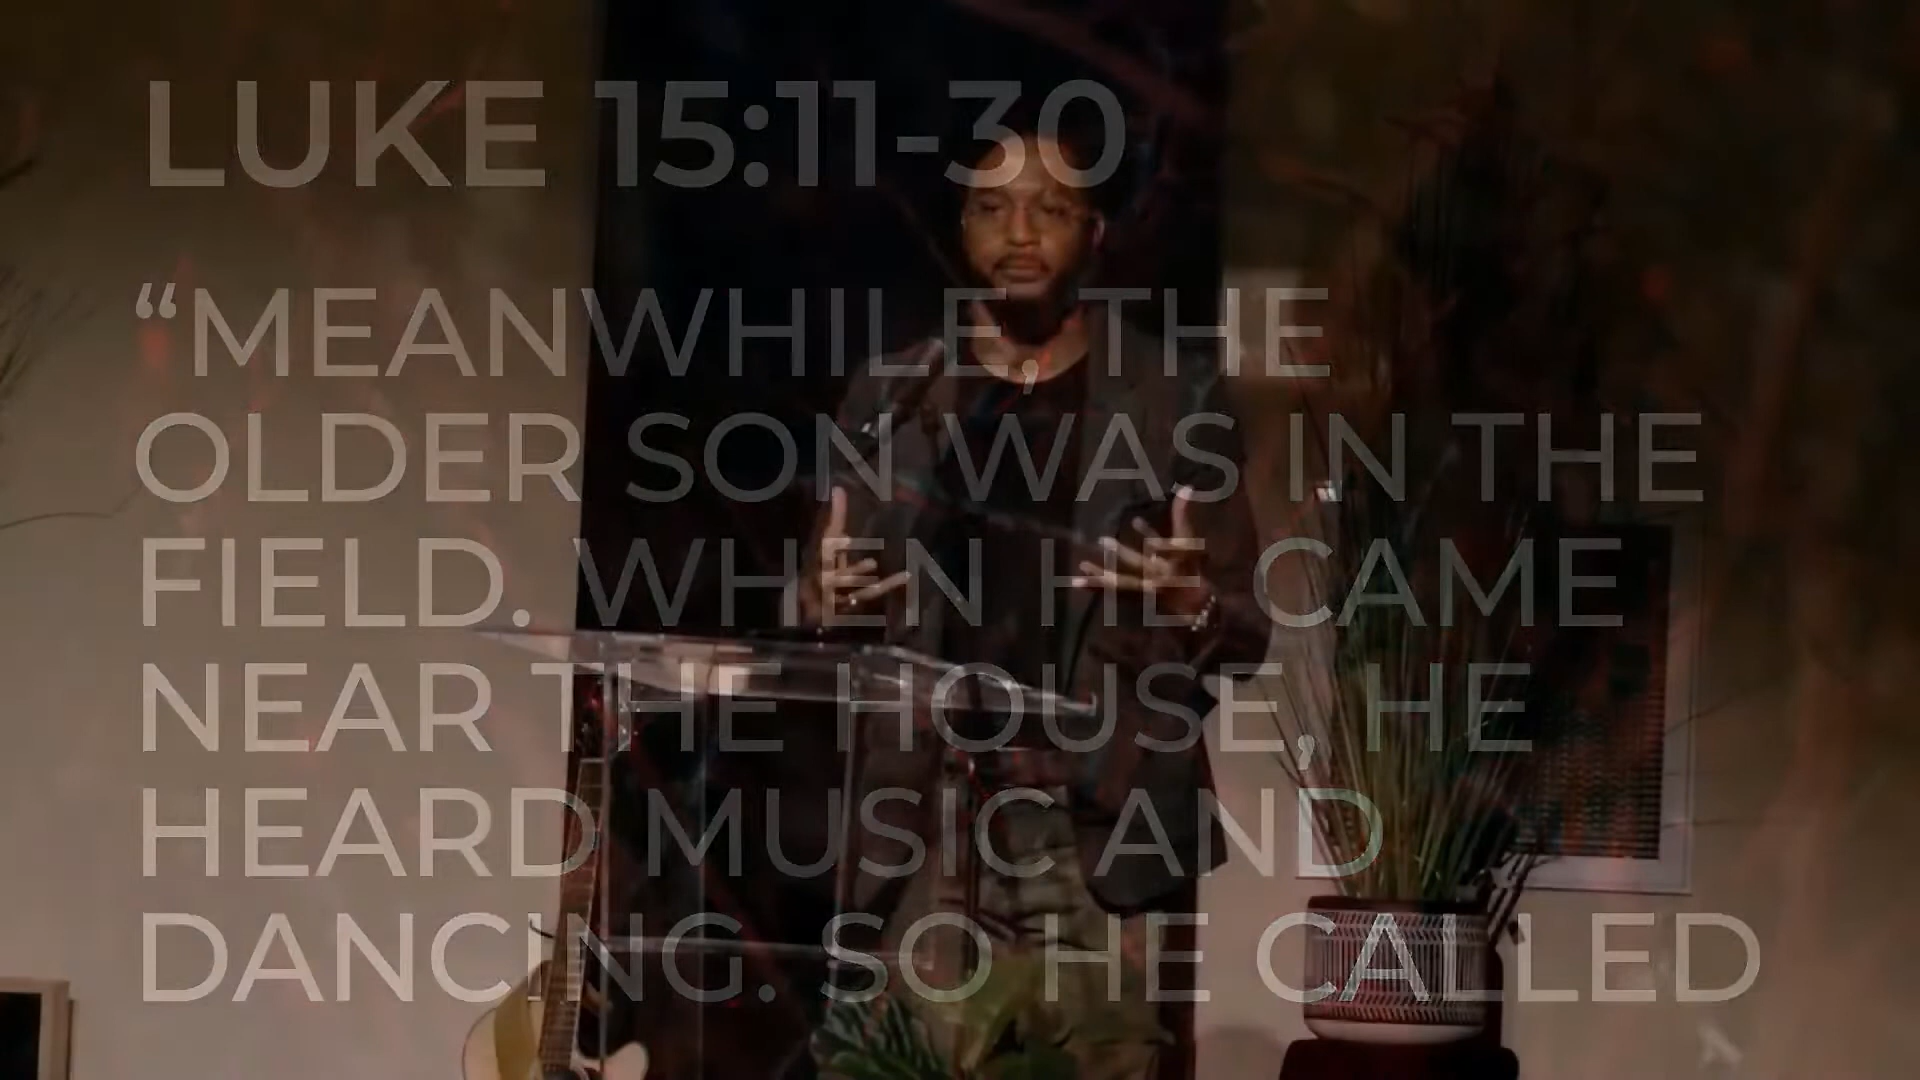 LUKE 15:11-30
“MEANWHILE, THE
OLDER SON WAS IN THE
FIELD. WHEN HE CAME
NEAR THE HOUSE, HE
HEARD MUSIC AND
DANCING. SO HE CALLED